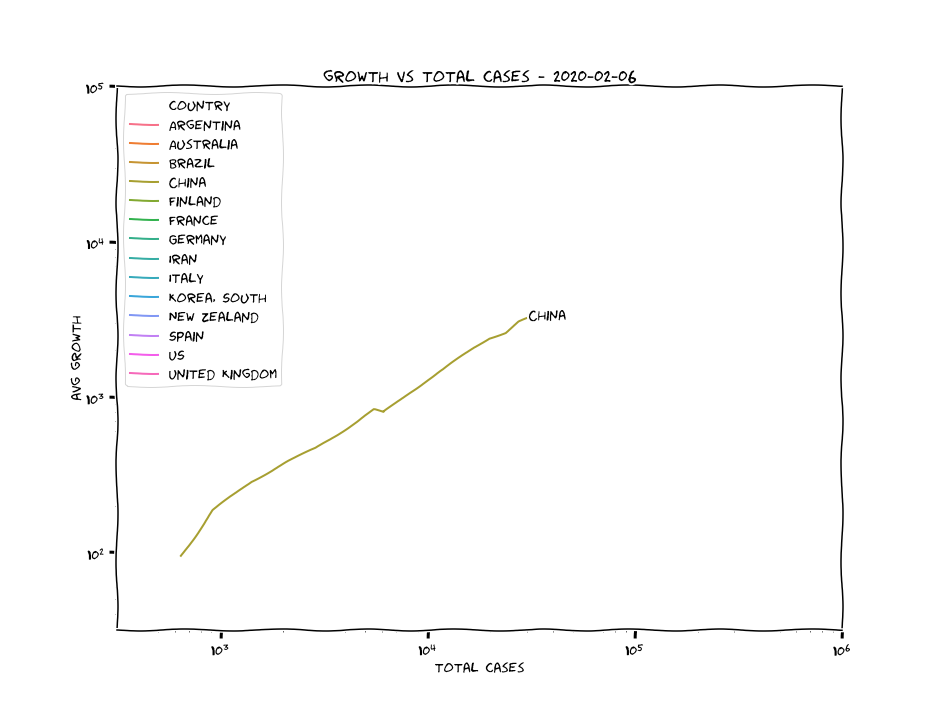 GROWTH VS TOTAL CASES - 2020-02-06
10⁵
10⁴
10³
10²
AVG GROWTH
COUNTRY
ARGENTINA
AUSTRALIA
BRAZIL
CHINA
FINLAND
FRANCE
GERMANY
IRAN
ITALY
KOREA, SOUTH
NEW ZEALAND
SPAIN
US
UNITED KINGDOM
CHINA
10³ 10⁴ 10⁵ 10⁶
TOTAL CASES